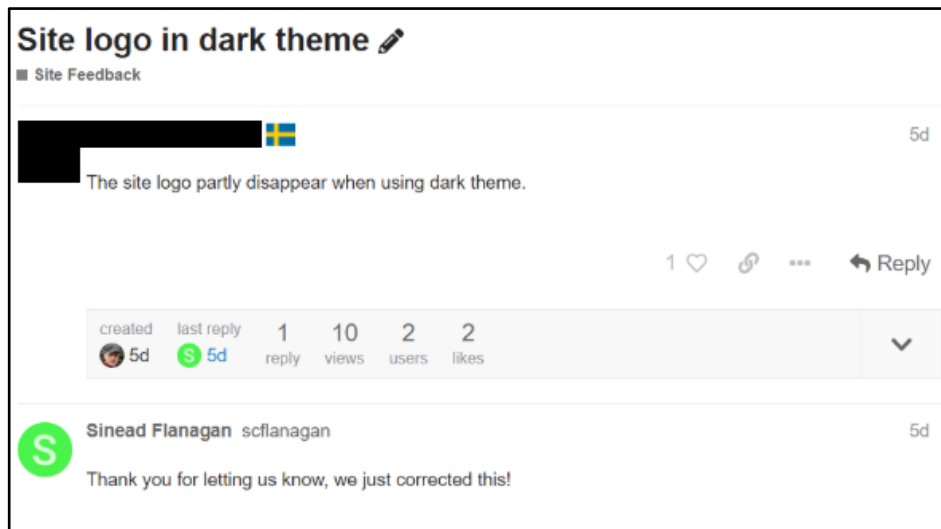 Site logo in dark theme
Site Feedback
5d
The site logo partly disappear when using dark theme.
1 Reply
created last reply 1 10 2 2
5d S 5d reply views users likes
S Sinead Flanagan scflanagan 5d
Thank you for letting us know, we just corrected this!